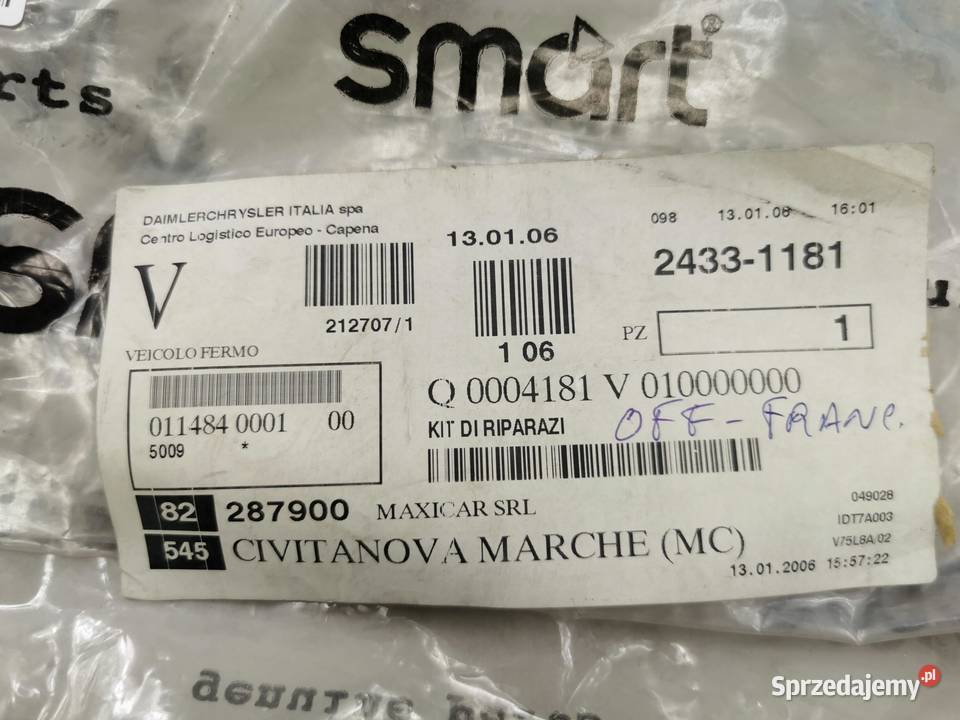 smart®
rts
DAIMLERCHRYSLER ITALIA spa
Centro Logistico Europeo - Capena
098 13.01.06 16:01
13.01.06
2433-1181
V
212707/1
1 06
PZ 1
VEICOLO FERMO
Q 0004181 V 010000000
011484 0001 00
5009 *
KIT DI RIPARAZI
OFF - FRANC.
82 287900 MAXICAR SRL
049028
IDT7A003
545 CIVITANOVA MARCHE (MC)
V75L8A/02
13.01.2006 15:57:22
Sprzedajemy.pl